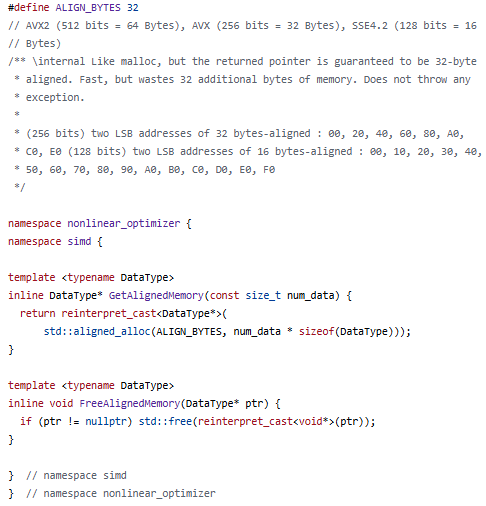 #define ALIGN_BYTES 32
// AVX2 (512 bits = 64 Bytes), AVX (256 bits = 32 Bytes), SSE4.2 (128 bits = 16
// Bytes)
/** \internal Like malloc, but the returned pointer is guaranteed to be 32-byte
 * aligned. Fast, but wastes 32 additional bytes of memory. Does not throw any
 * exception.
 *
 * (256 bits) two LSB addresses of 32 bytes-aligned : 00, 20, 40, 60, 80, A0,
 * C0, E0 (128 bits) two LSB addresses of 16 bytes-aligned : 00, 10, 20, 30, 40,
 * 50, 60, 70, 80, 90, A0, B0, C0, D0, E0, F0
 */

namespace nonlinear_optimizer {
namespace simd {

template <typename DataType>
inline DataType* GetAlignedMemory(const size_t num_data) {
  return reinterpret_cast<DataType*>(
      std::aligned_alloc(ALIGN_BYTES, num_data * sizeof(DataType)));
}

template <typename DataType>
inline void FreeAlignedMemory(DataType* ptr) {
  if (ptr != nullptr) std::free(reinterpret_cast<void*>(ptr));
}

}  // namespace simd
}  // namespace nonlinear_optimizer